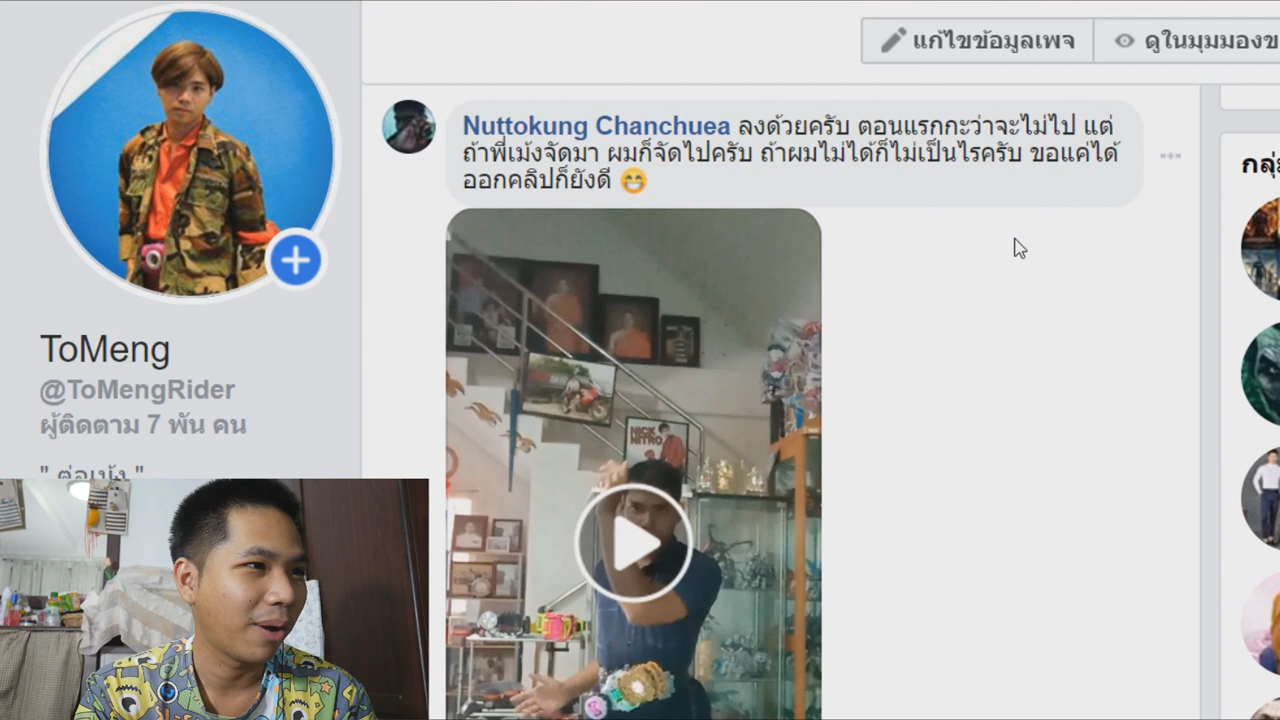 แก้ไขข้อมูลเพจ
ดูในมุมมองข
Nuttokung Chanchuea ลงด้วยครับ ตอนแรกกะว่าจะไม่ไป แต่
ถ้าพี่เม้งจัดมา ผมก็จัดไปครับ ถ้าผมไม่ได้ก็ไม่เป็นไรครับ ขอแค่ได้
ออกคลิปก็ยังดี 😁
ToMeng
@ToMengRider
ผู้ติดตาม 7 พัน คน
" ต่อเม้ง "
NICK
NITRO